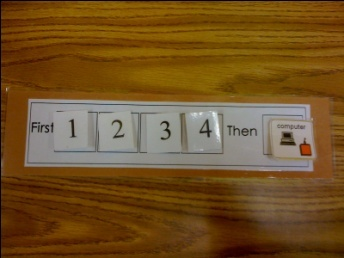 First 1 2 3 4 Then computer